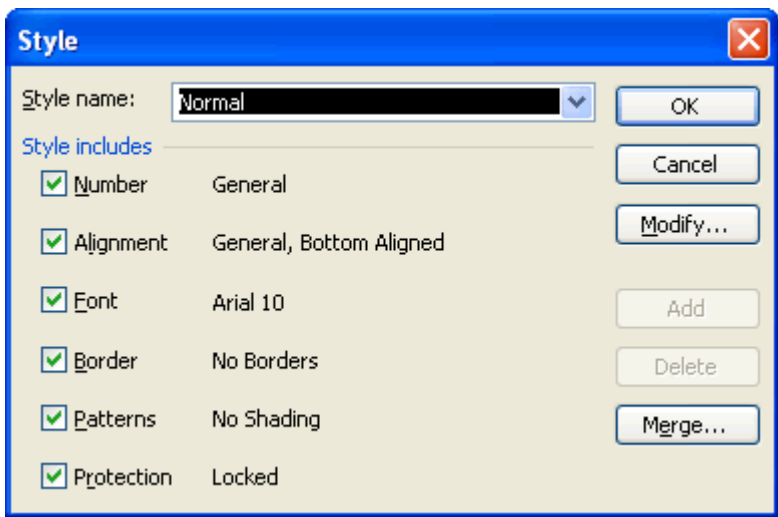 Style
Style name: Normal
OK
Style includes
Cancel
Number General
Modify...
Alignment General, Bottom Aligned
Font Arial 10
Add
Border No Borders
Delete
Patterns No Shading
Merge...
Protection Locked